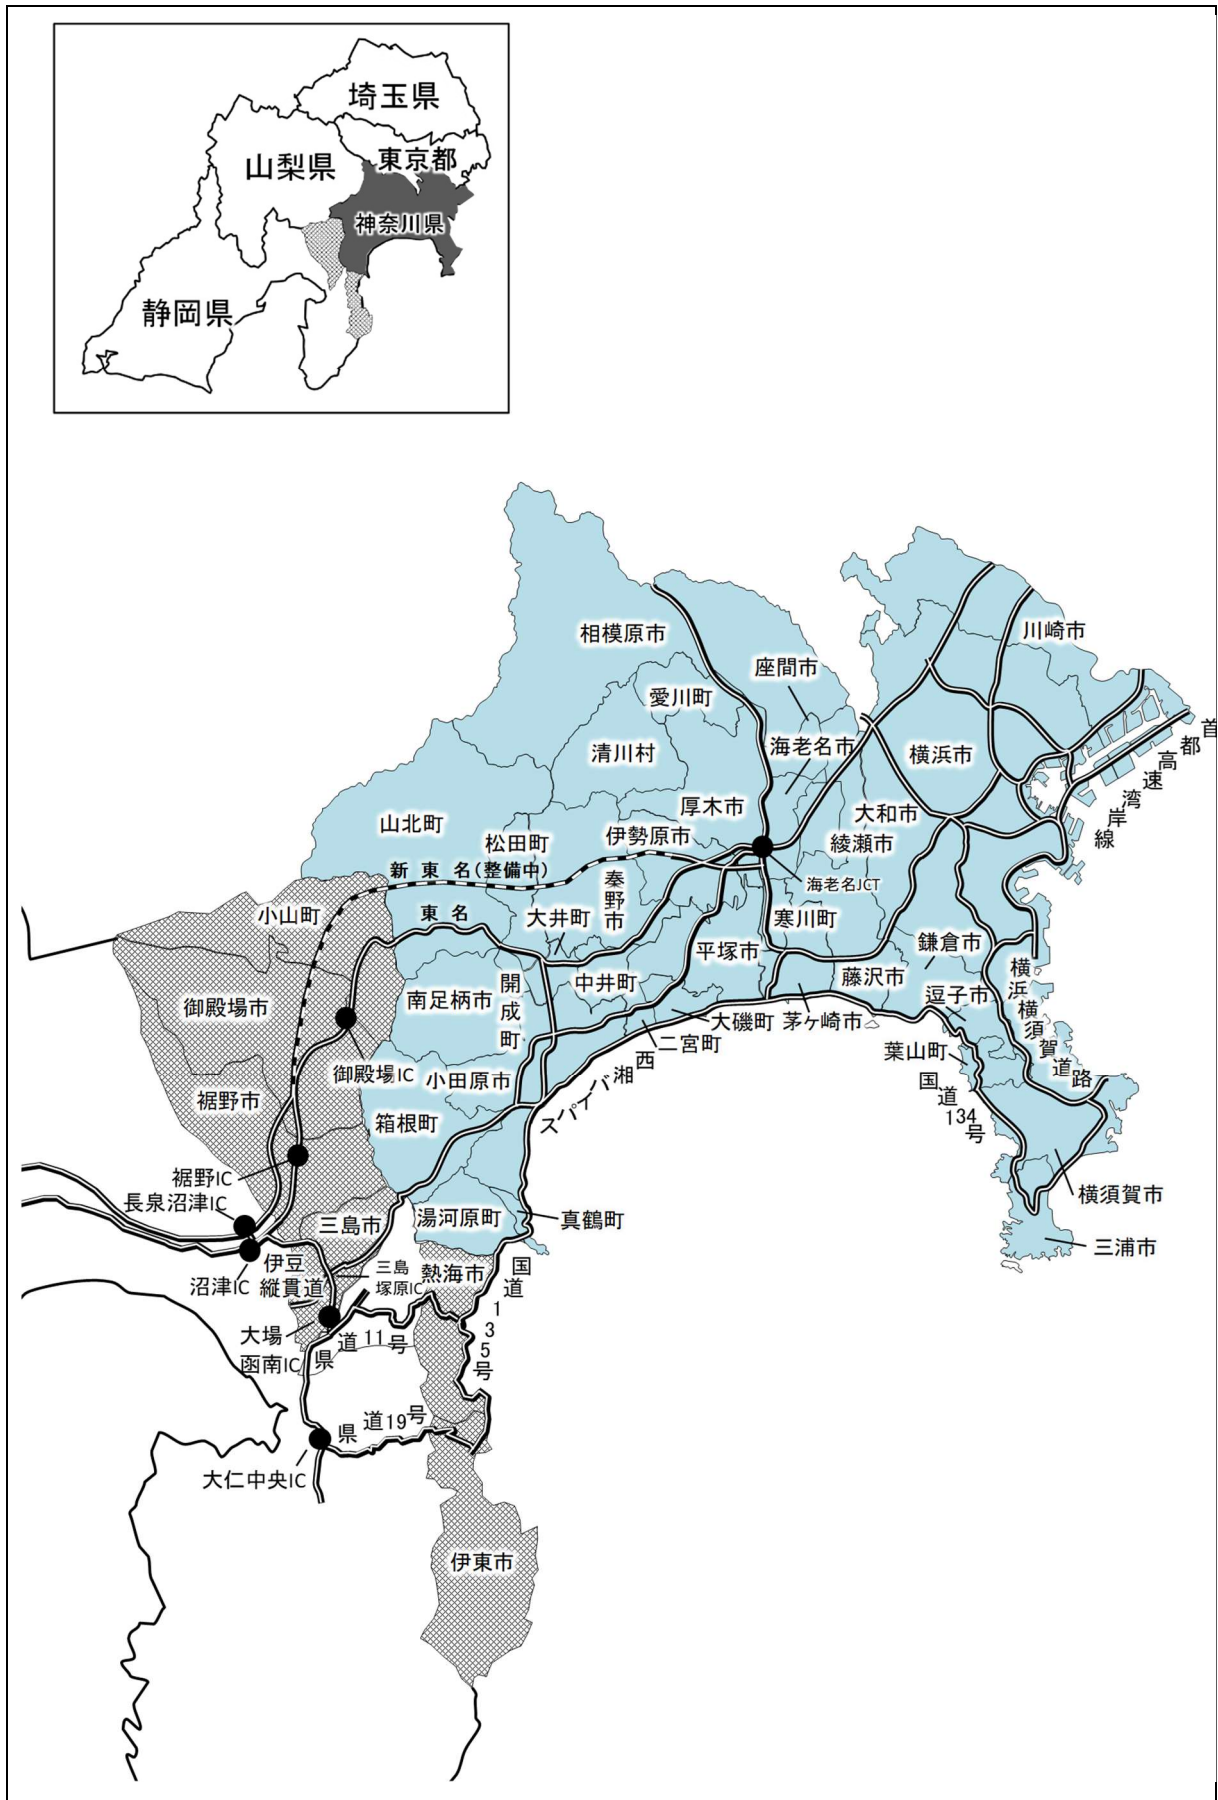 埼玉県
山梨県
東京都
神奈川県
静岡県
相模原市
川崎市
座間市
愛川町
首都高速湾岸線
海老名市
清川村
横浜市
厚木市
大和市
山北町
伊勢原市
松田町
綾瀬市
新東名(整備中)
海老名JCT
秦野市
小山町
東名
大井町
寒川町
鎌倉市
平塚市
横浜横須賀道路
藤沢市
中井町
開成町
南足柄市
御殿場市
逗子市
大磯町
茅ヶ崎市
二宮町
葉山町
西湘バイパス
御殿場IC
小田原市
国道134号
裾野市
箱根町
裾野IC
横須賀市
長泉沼津IC
湯河原町
真鶴町
三島市
三浦市
伊豆
縦貫道
三島
塚原IC
熱海市
国道135号
沼津IC
大場
函南IC
県道11号
県道19号
大仁中央IC
伊東市